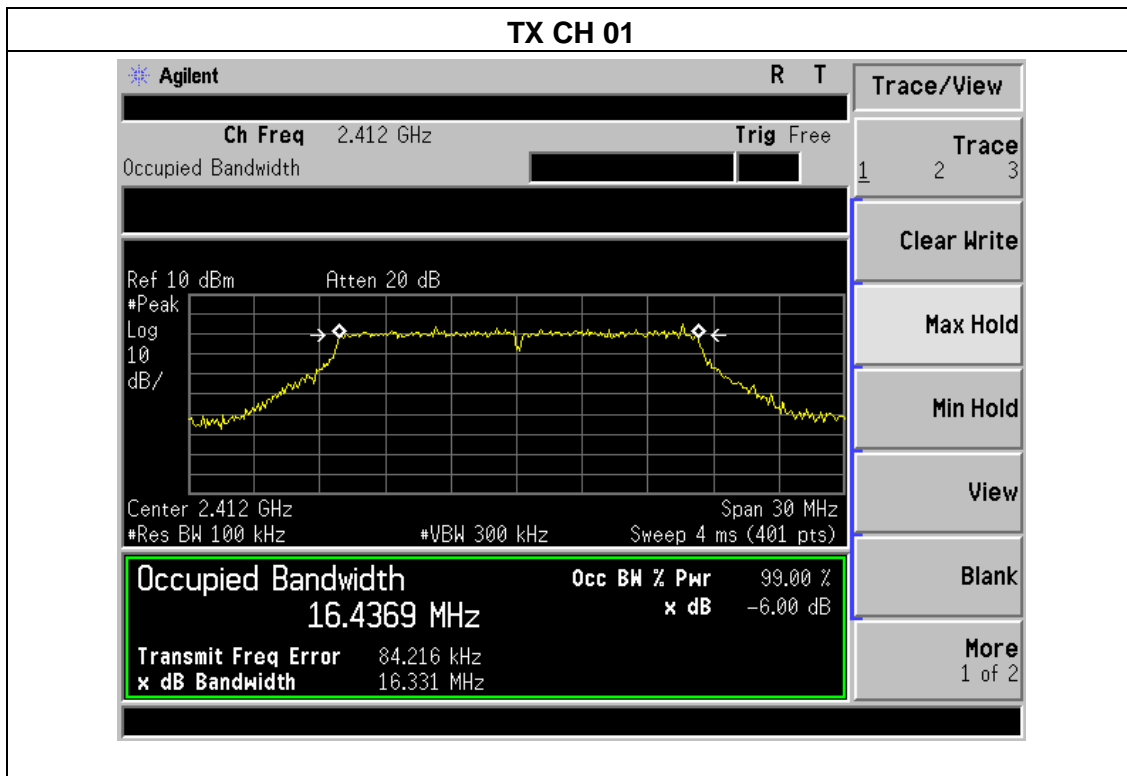 TX CH 01
Agilent R T
Ch Freq 2.412 GHz Trig Free
Occupied Bandwidth
Ref 10 dBm Atten 20 dB
#Peak
Log
10
dB/
Center 2.412 GHz Span 30 MHz
#Res BW 100 kHz #VBW 300 kHz Sweep 4 ms (401 pts)
Occupied Bandwidth Occ BW % Pwr 99.00 %
16.4369 MHz x dB -6.00 dB
Transmit Freq Error 84.216 kHz
x dB Bandwidth 16.331 MHz
Trace/View
Trace
1 2 3
Clear Write
Max Hold
Min Hold
View
Blank
More
1 of 2